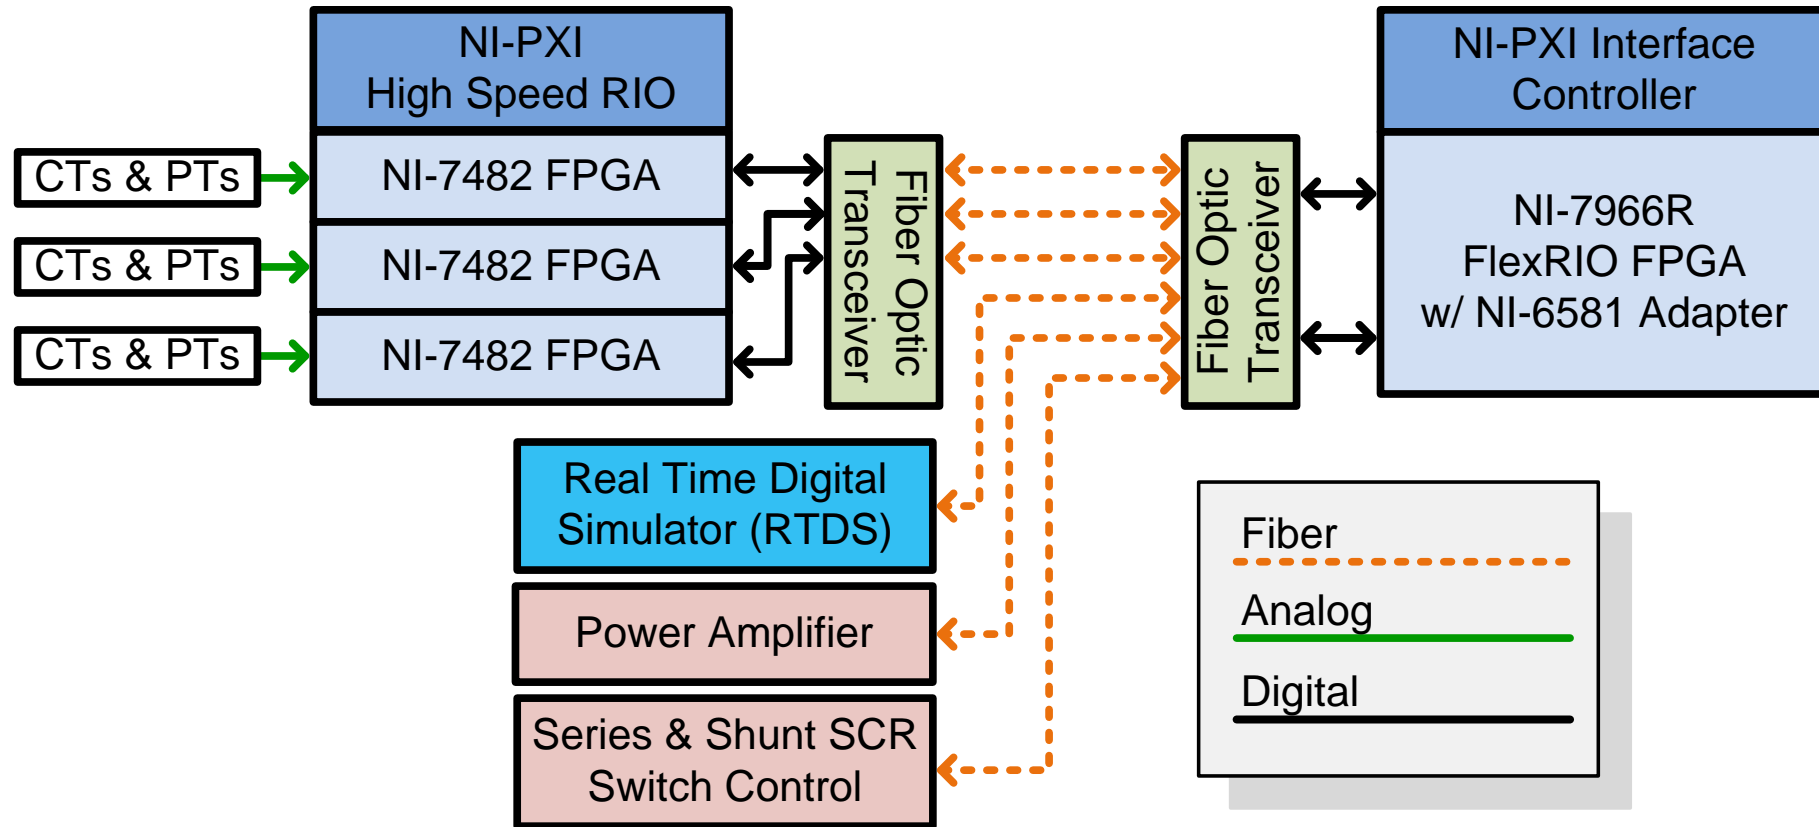 NI-PXI
High Speed RIO
NI-7482 FPGA
NI-7482 FPGA
NI-7482 FPGA
CTs & PTs
CTs & PTs
CTs & PTs
Fiber Optic
Transceiver
Fiber Optic
Transceiver
NI-PXI Interface
Controller
NI-7966R
FlexRIO FPGA
w/ NI-6581 Adapter
Real Time Digital
Simulator (RTDS)
Power Amplifier
Series & Shunt SCR
Switch Control
Fiber
Analog
Digital